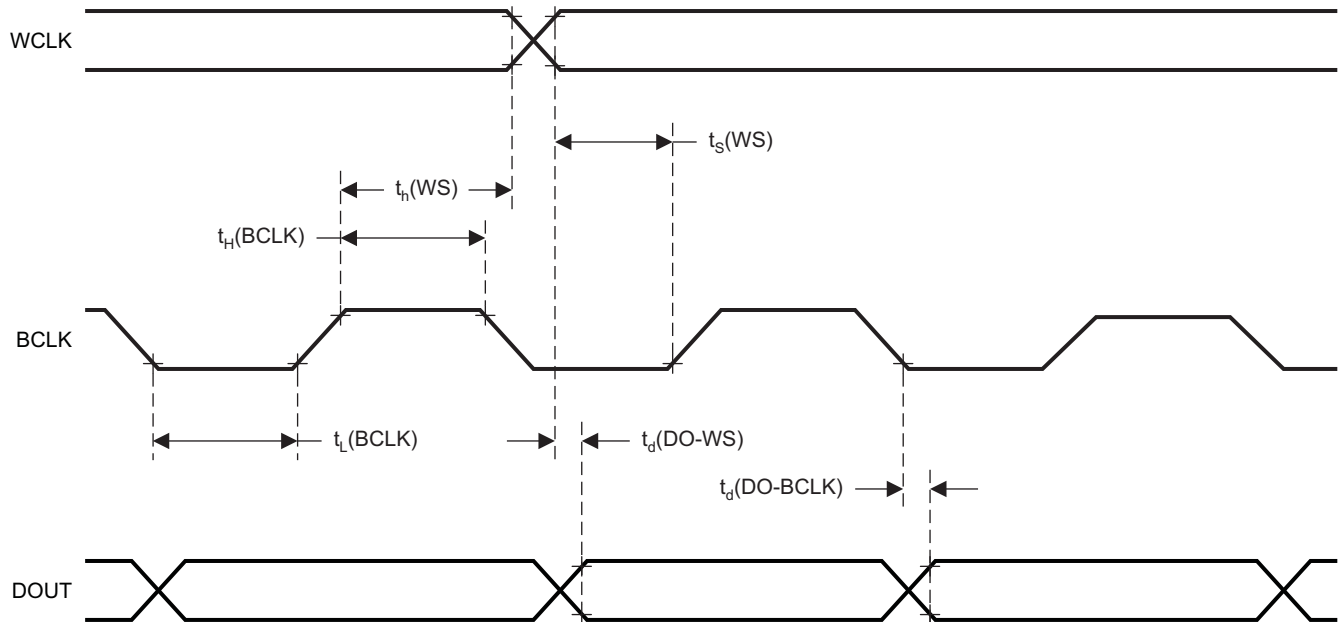 WCLK
tS(WS)
th(WS)
tH(BCLK)
BCLK
tL(BCLK)
td(DO-WS)
td(DO-BCLK)
DOUT